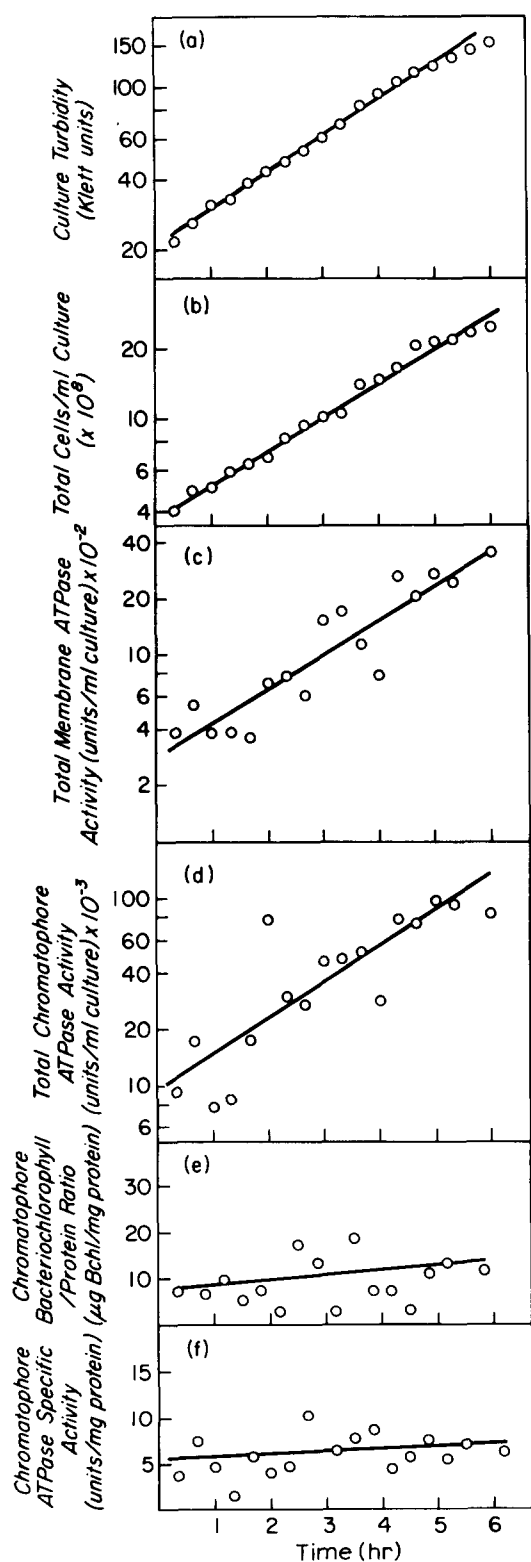 (a)
150
100
60
40
20
Culture Turbidity
(Klett units)
(b)
20
10
6
4
Total Cells/ml Culture
(x 10⁸)
(c)
40
20
10
6
4
2
Total Membrane ATPase
Activity (units/ml culture) x 10⁻²
(d)
100
60
40
20
10
6
Total Chromatophore
ATPase Activity
(units/ml culture) x 10⁻³
(e)
30
20
10
Chromatophore
Bacteriochlorophyll
/Protein Ratio
(μg Bchl/mg protein)
(f)
15
10
5
Chromatophore
ATPase Specific
Activity
(units/mg protein)
1 2 3 4 5 6
Time (hr)